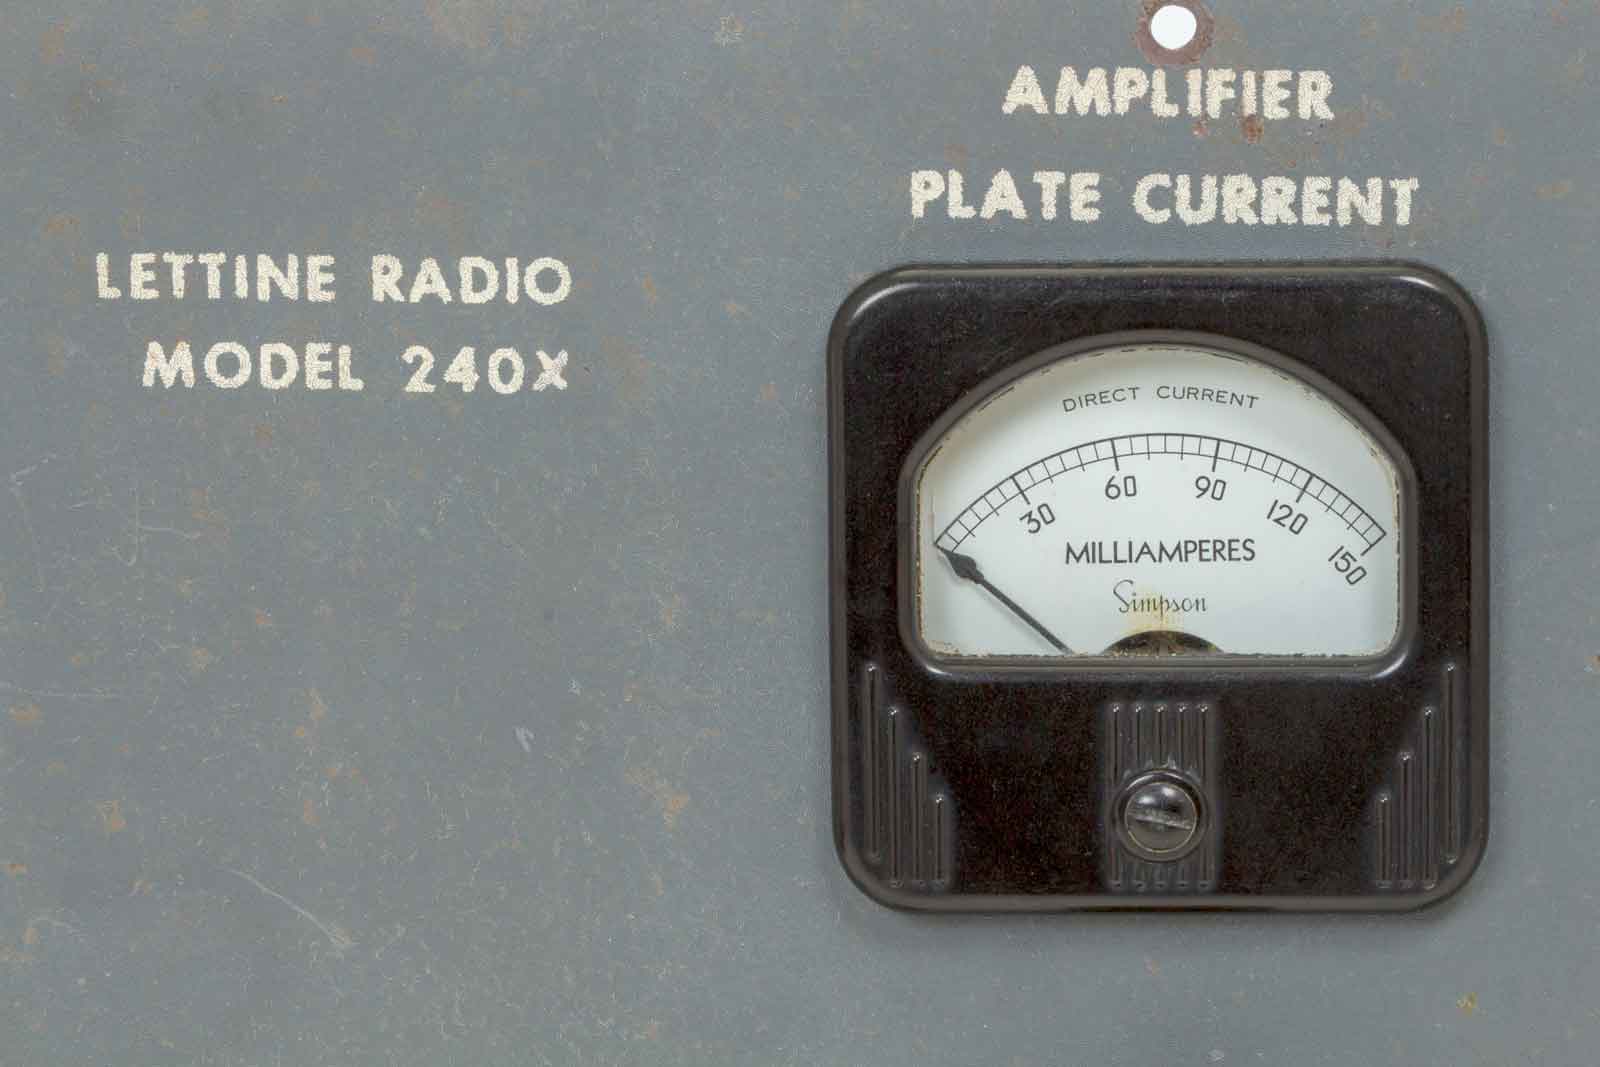 AMPLIFIER
PLATE CURRENT
LETTINE RADIO
MODEL 240X
DIRECT CURRENT
30 60 90 120 150
MILLIAMPERES
Simpson